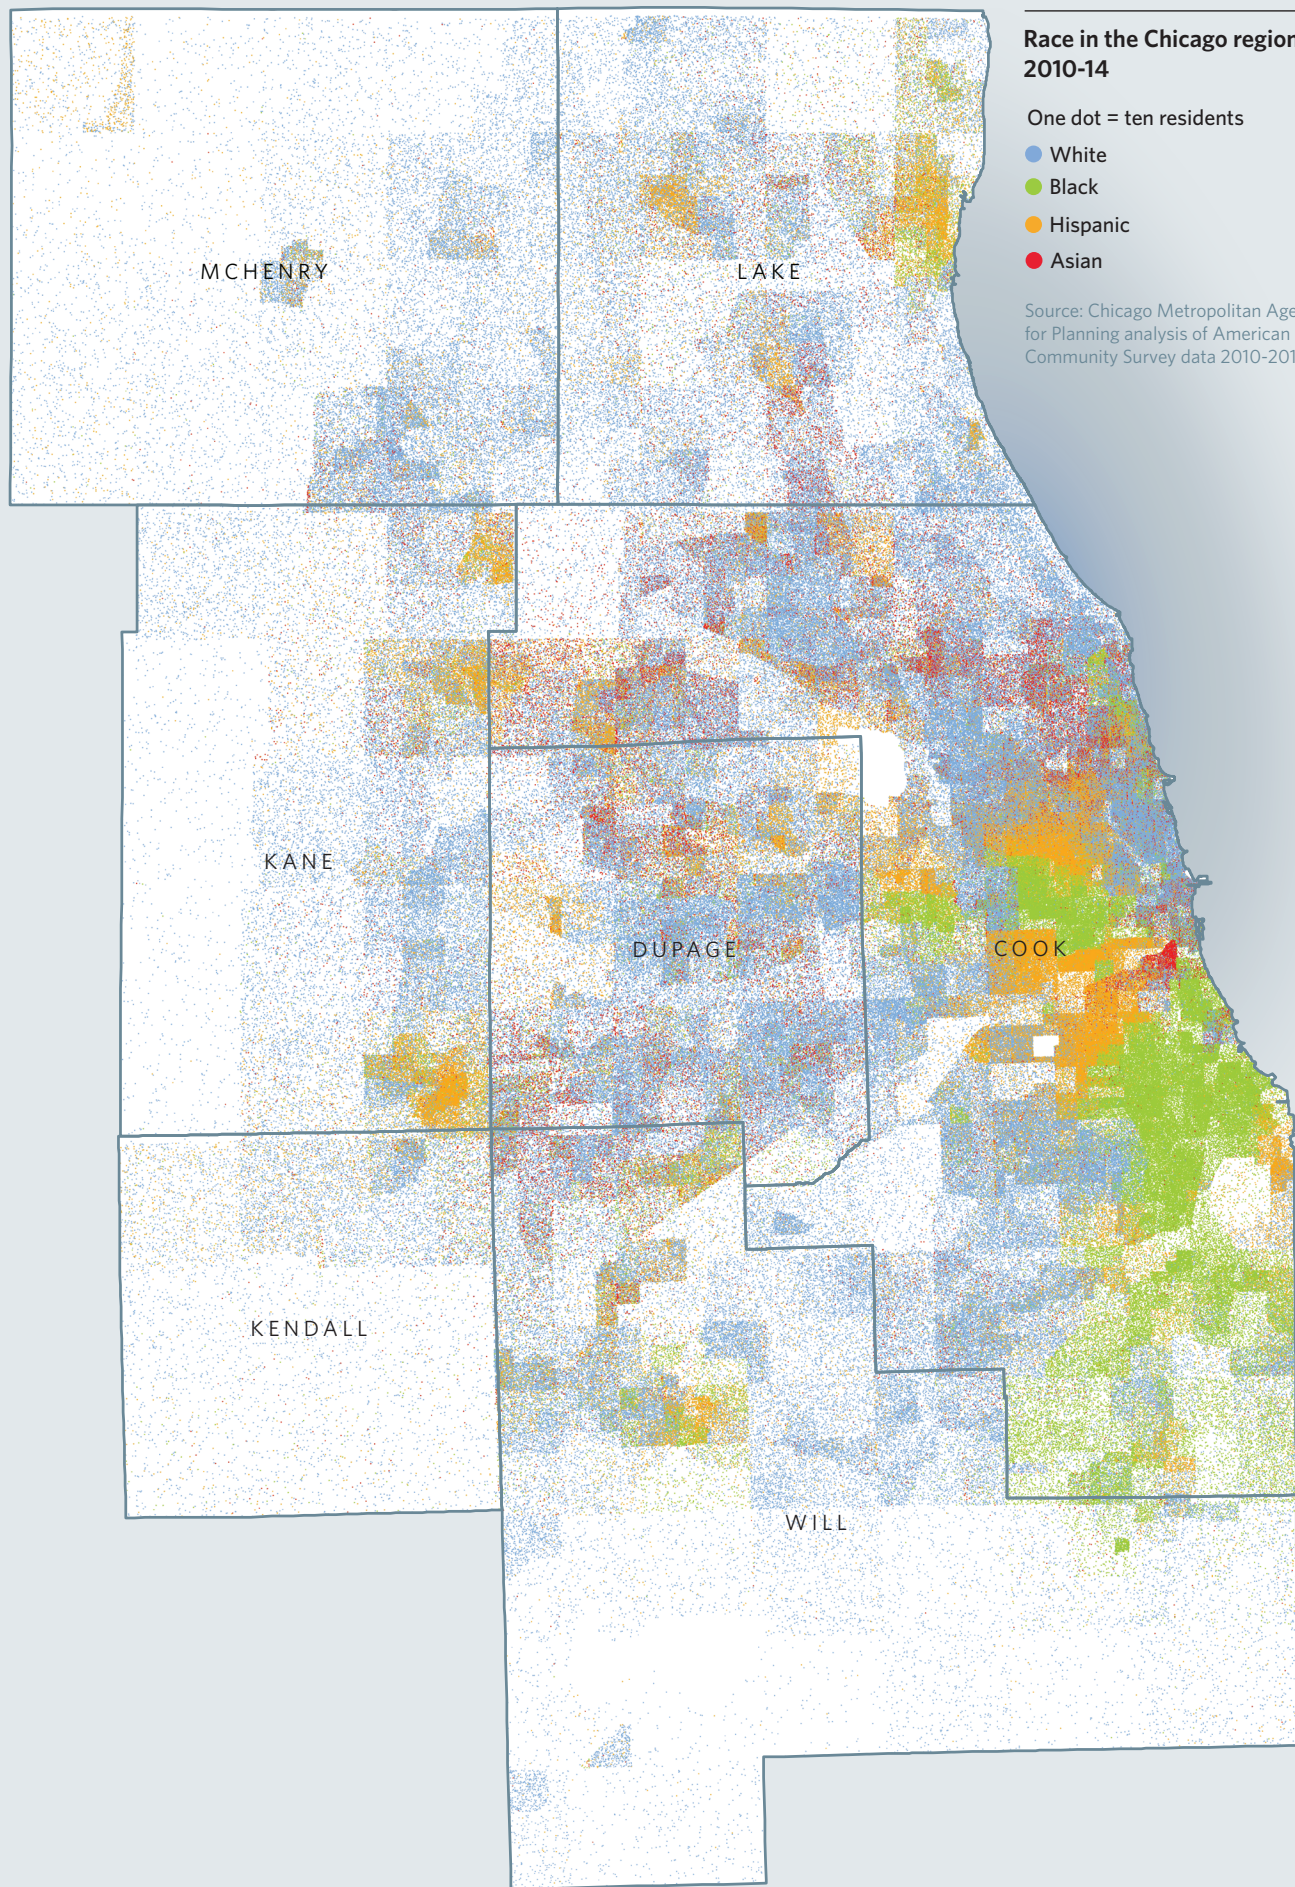 Race in the Chicago region
2010-14
One dot = ten residents
White
Black
Hispanic
Asian
Source: Chicago Metropolitan Age
for Planning analysis of American
Community Survey data 2010-201
MCHENRY
LAKE
KANE
DUPAGE
COOK
KENDALL
WILL